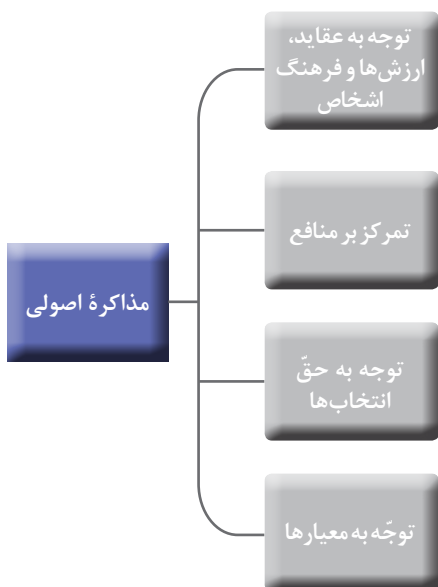 توجه به عقاید،
ارزش‌ها و فرهنگ
اشخاص
تمرکز بر منافع
مذاکرهٔ اصولی
توجه به حقّ
انتخاب‌ها
توجّه به معیارها